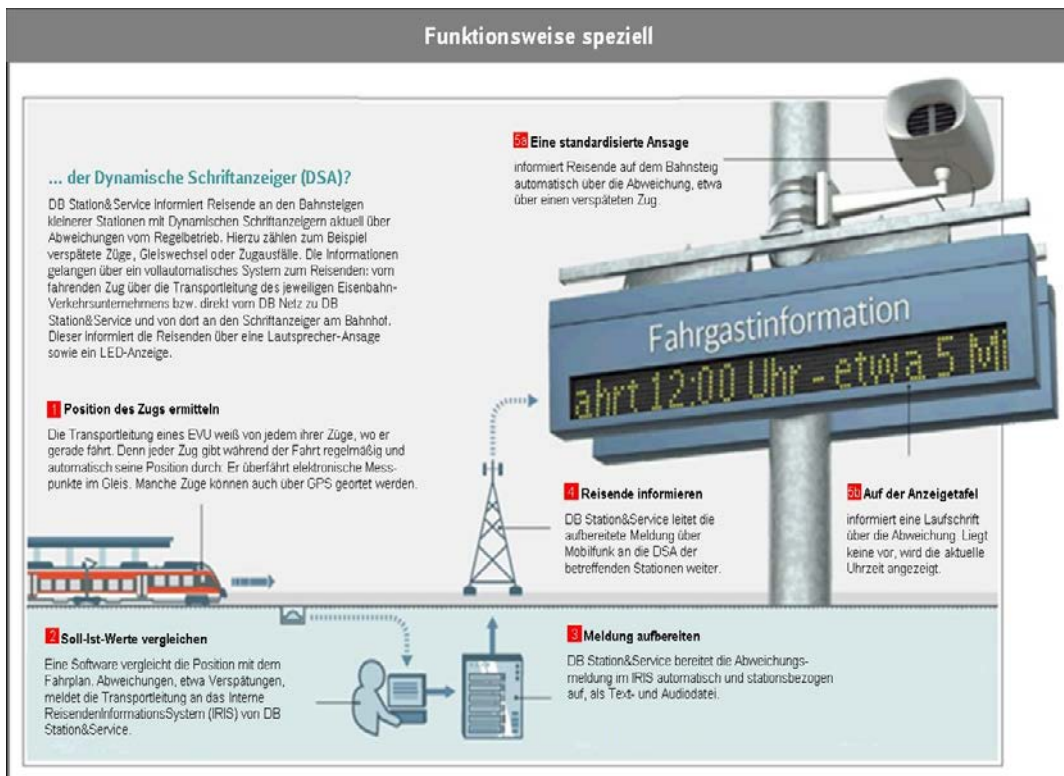 Funktionsweise speziell
... der Dynamische Schriftanzeiger (DSA)?
DB Station&Service informiert Reisende an den Bahnsteigen
kleinerer Stationen mit Dynamischen Schriftanzeigern aktuell über
Abweichungen vom Regelbetrieb. Hierzu zählen zum Beispiel
verspätete Züge, Gleiswechsel oder Zugausfälle. Die Informationen
gelangen über ein vollautomatisches System zum Reisenden: vom
fahrenden Zug über die Transportleitung des jeweiligen Eisenbahn-
Verkehrsunternehmens bzw. direkt vom DB Netz zu DB
Station&Service und von dort an den Schriftanzeiger am Bahnhof.
Dieser informiert die Reisenden über eine Lautsprecher-Ansage
sowie ein LED-Anzeige.
1 Position des Zugs ermitteln
Die Transportleitung eines EVU weiß von jedem ihrer Züge, wo er
gerade fährt. Denn jeder Zug gibt während der Fahrt regelmäßig und
automatisch seine Position durch: Er überfährt elektronische Mess-
punkte im Gleis. Manche Züge können auch über GPS geortet werden.
2 Soll-Ist-Werte vergleichen
Eine Software vergleicht die Position mit dem
Fahrplan. Abweichungen, etwa Verspätungen,
meldet die Transportleitung an das Interne
ReisendenInformationsSystem (IRIS) von DB
Station&Service.
3 Meldung aufbereiten
DB Station&Service bereitet die Abweichungs-
meldung im IRIS automatisch und stationsbezogen
auf, als Text- und Audiodatei.
4 Reisende informieren
DB Station&Service leitet die
aufbereitete Meldung über
Mobilfunk an die DSA der
betreffenden Stationen weiter.
5a Eine standardisierte Ansage
informiert Reisende auf dem Bahnsteig
automatisch über die Abweichung, etwa
über einen verspäteten Zug.
Fahrgastinformation
ahrt 12:00 Uhr - etwa 5 Mi
5b Auf der Anzeigetafel
informiert eine Laufschrift
über die Abweichung. Liegt
keine vor, wird die aktuelle
Uhrzeit angezeigt.